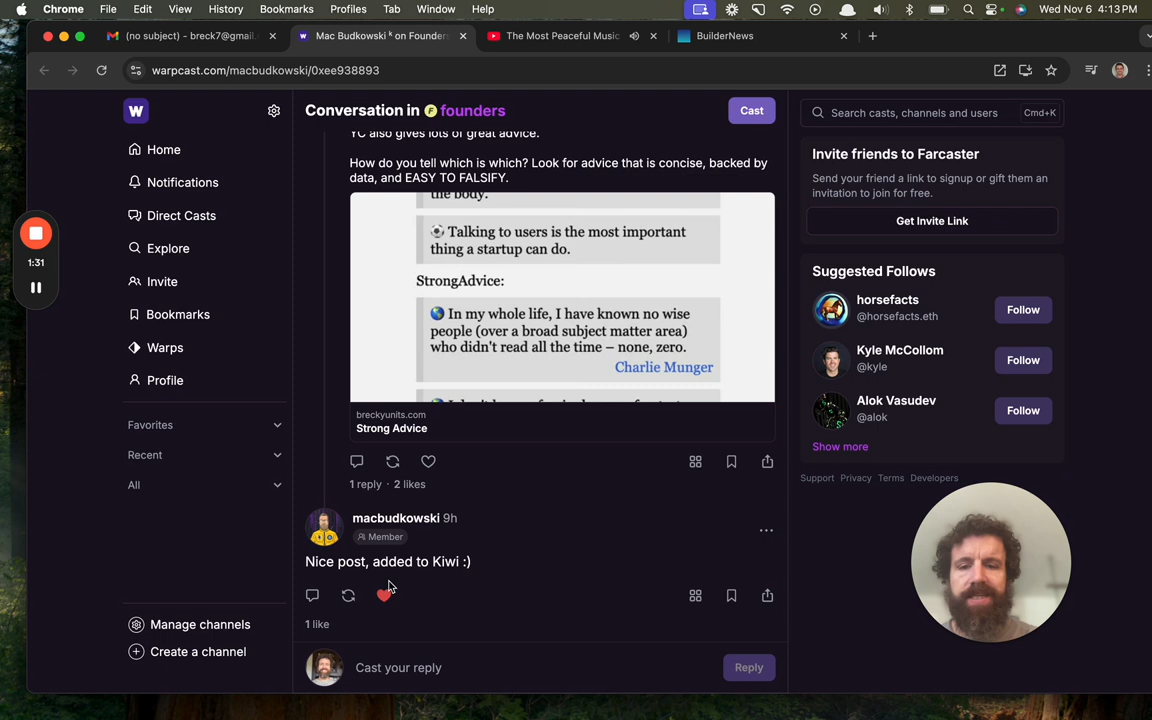 Chrome File Edit View History Bookmarks Profiles Tab Window Help
Wed Nov 6 4:13 PM
(no subject) - breck7@gmail.
Mac Budkowski ᵏ on Founders
The Most Peaceful Music
BuilderNews
warpcast.com/macbudkowski/0xee938893
W
Home
Notifications
Direct Casts
Explore
Invite
Bookmarks
Warps
Profile
Favorites
Recent
All
Manage channels
Create a channel
1:31
Conversation in founders
Cast
YC also gives lots of great advice.
How do you tell which is which? Look for advice that is concise, backed by
data, and EASY TO FALSIFY.
the body.
Talking to users is the most important
thing a startup can do.
StrongAdvice:
In my whole life, I have known no wise
people (over a broad subject matter area)
who didn't read all the time – none, zero.
Charlie Munger
breckyunits.com
Strong Advice
1 reply · 2 likes
macbudkowski 9h
Member
Nice post, added to Kiwi :)
1 like
Cast your reply
Reply
Search casts, channels and users Cmd+K
Invite friends to Farcaster
Send your friend a link to signup or gift them an
invitation to join for free.
Get Invite Link
Suggested Follows
horsefacts
@horsefacts.eth
Follow
Kyle McCollom
@kyle
Follow
Alok Vasudev
@alok
Follow
Show more
Support Privacy Terms Developers